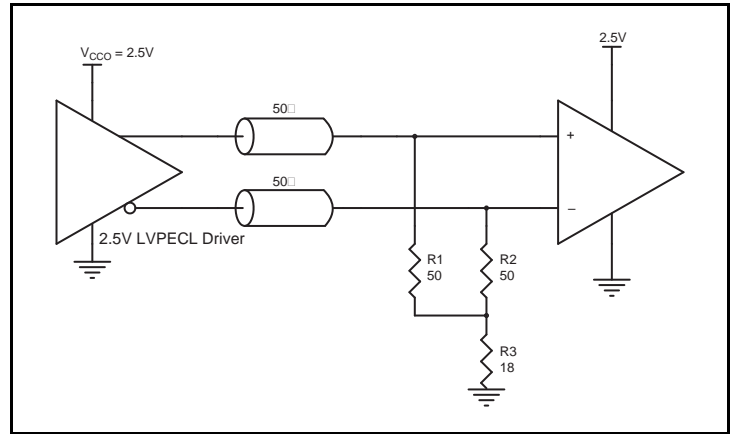 V_CCO = 2.5V
2.5V
50□
+
50□
–
2.5V LVPECL Driver
R1
50
R2
50
R3
18